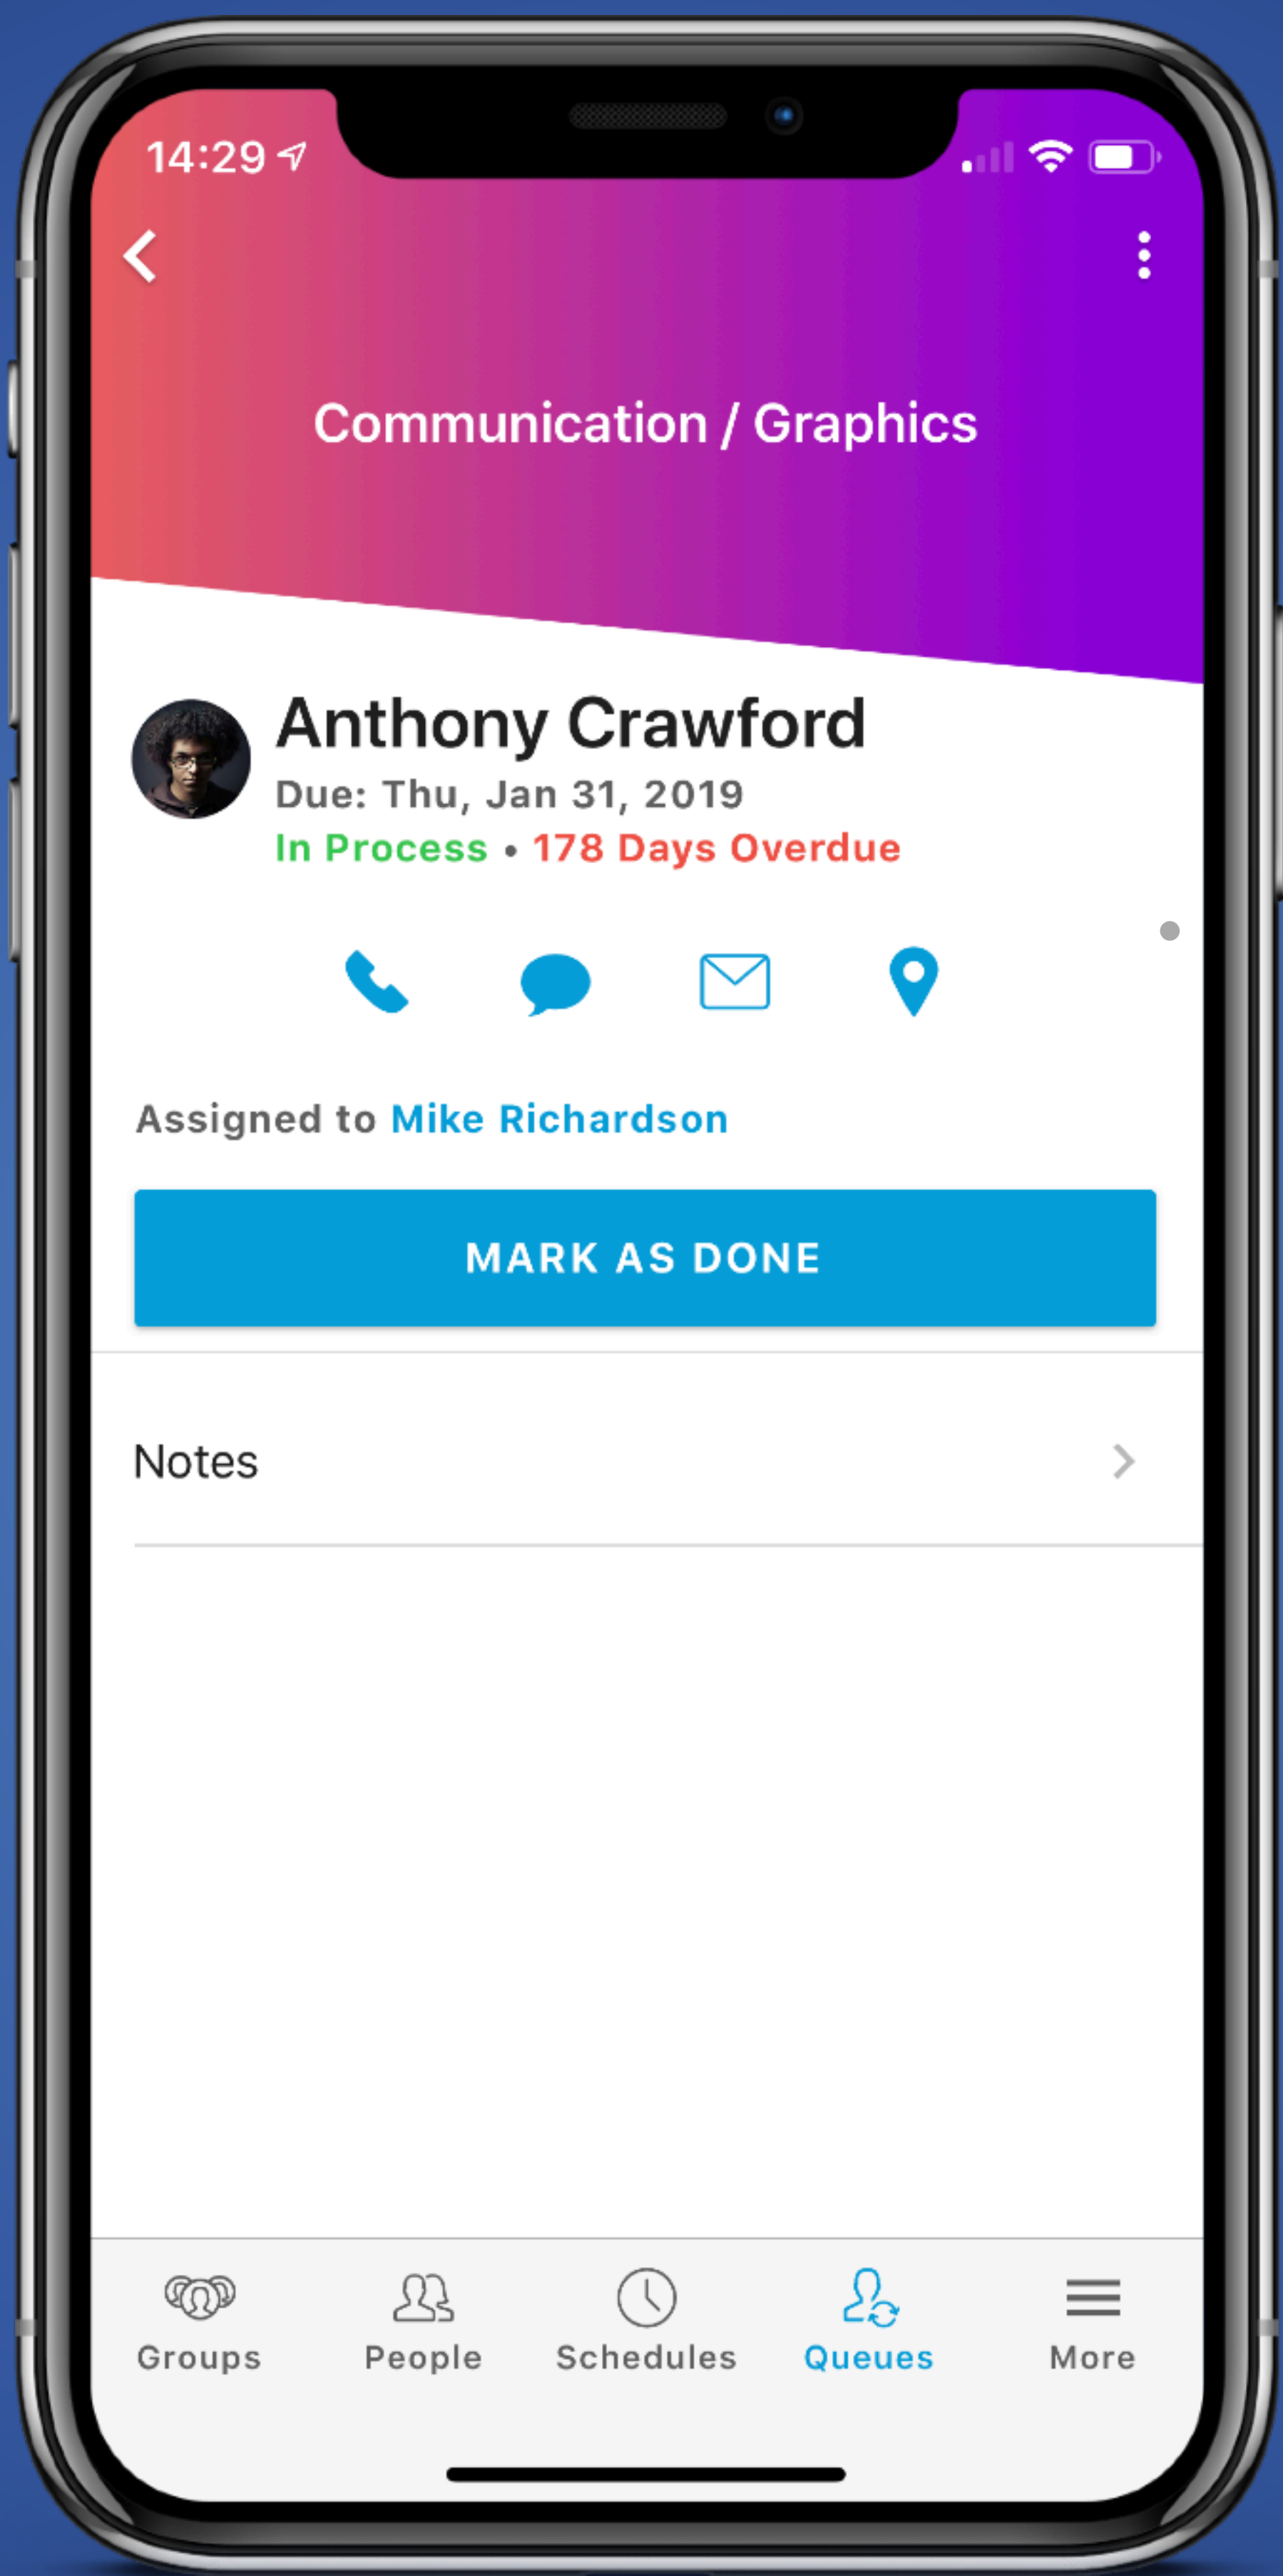 14:29
Communication / Graphics
Anthony Crawford
Due: Thu, Jan 31, 2019
In Process • 178 Days Overdue
Assigned to Mike Richardson
MARK AS DONE
Notes
Groups People Schedules Queues More